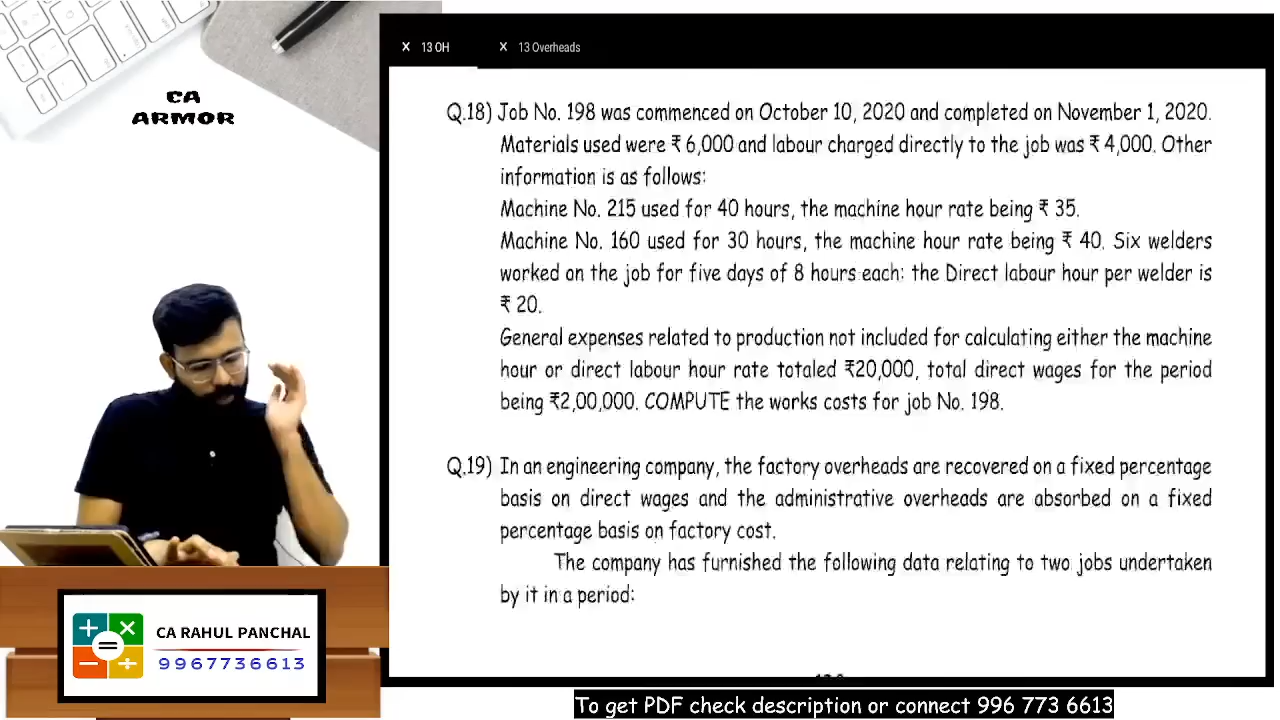 CA
ARMOR
× 13 OH
× 13 Overheads
Q.18) Job No. 198 was commenced on October 10, 2020 and completed on November 1, 2020.
Materials used were ₹ 6,000 and labour charged directly to the job was ₹ 4,000. Other
information is as follows:
Machine No. 215 used for 40 hours, the machine hour rate being ₹ 35.
Machine No. 160 used for 30 hours, the machine hour rate being ₹ 40. Six welders
worked on the job for five days of 8 hours each: the Direct labour hour per welder is
₹ 20.
General expenses related to production not included for calculating either the machine
hour or direct labour hour rate totaled ₹20,000, total direct wages for the period
being ₹2,00,000. COMPUTE the works costs for job No. 198.
Q.19) In an engineering company, the factory overheads are recovered on a fixed percentage
basis on direct wages and the administrative overheads are absorbed on a fixed
percentage basis on factory cost.
The company has furnished the following data relating to two jobs undertaken
by it in a period:
CA RAHUL PANCHAL
9967736613
To get PDF check description or connect 996 773 6613